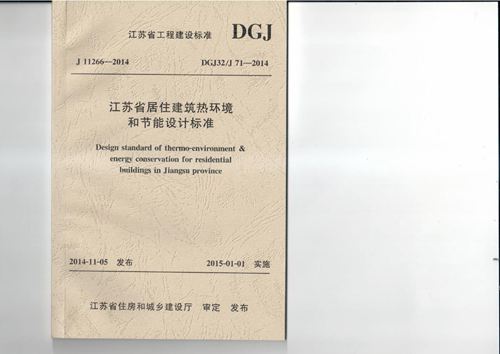 江苏省工程建设标准 DGJ
J 11266—2014 DGJ32/J 71—2014
江苏省居住建筑热环境
和节能设计标准
Design standard of thermo-environment &
energy conservation for residential
buildings in Jiangsu province
2014-11-05 发布 2015-01-01 实施
江苏省住房和城乡建设厅 审定 发布